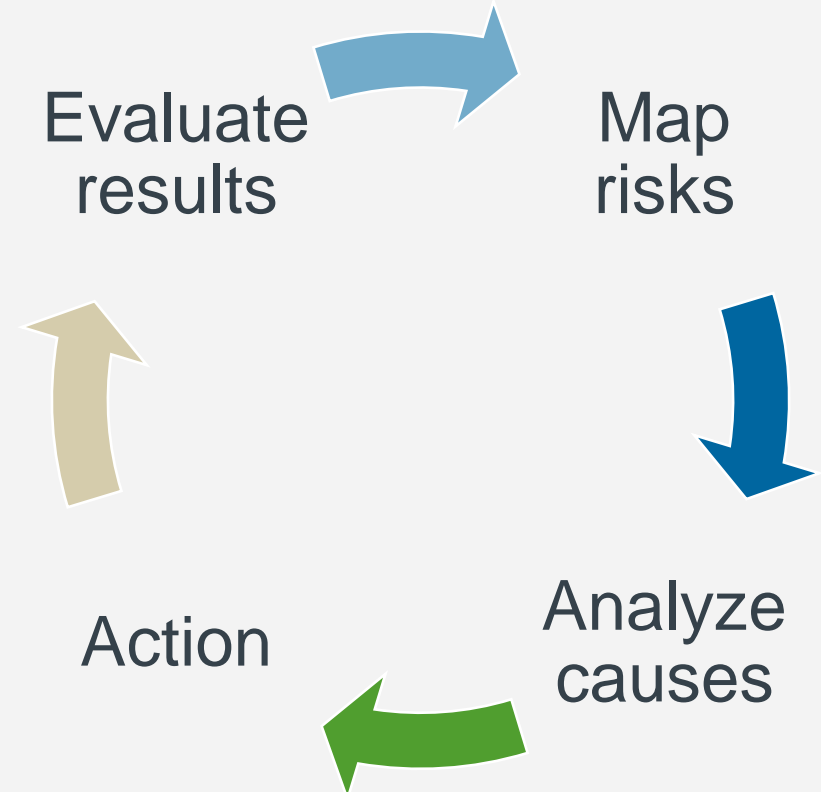 Evaluate
results
Map
risks
Action
Analyze
causes